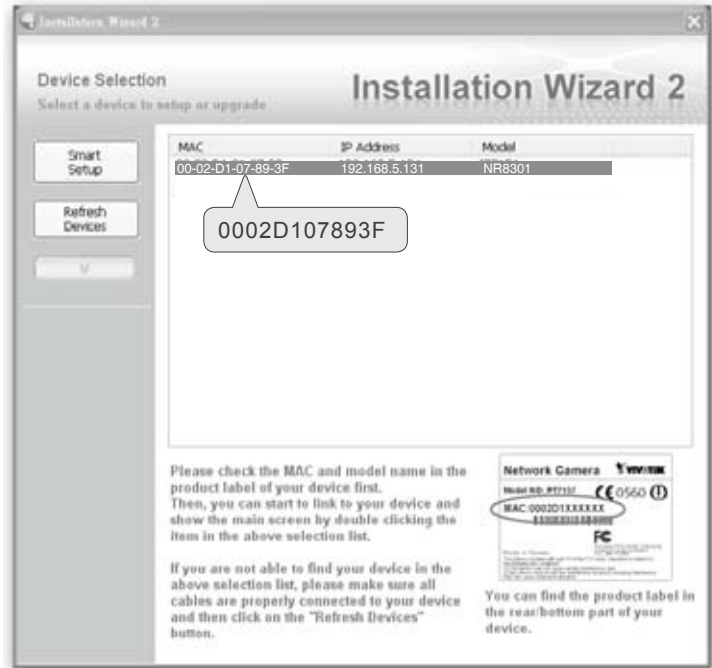 Installation Wizard 2
Device Selection
Select a device to setup or upgrade
Installation Wizard 2
Smart
Setup
Refresh
Devices
MAC IP Address Model
00-02-D1-07-89-3F 192.168.5.131 NR8301
0002D107893F
Please check the MAC and model name in the
product label of your device first.
Then, you can start to link to your device and
show the main screen by double clicking the
item in the above selection list.
If you are not able to find your device in the
above selection list, please make sure all
cables are properly connected to your device
and then click on the "Refresh Devices"
button.
Network Camera VIVOTEK
Model NO: PT7137 CE 0560
MAC:0002D1XXXXXX
FC
You can find the product label in
the rear/bottom part of your
device.